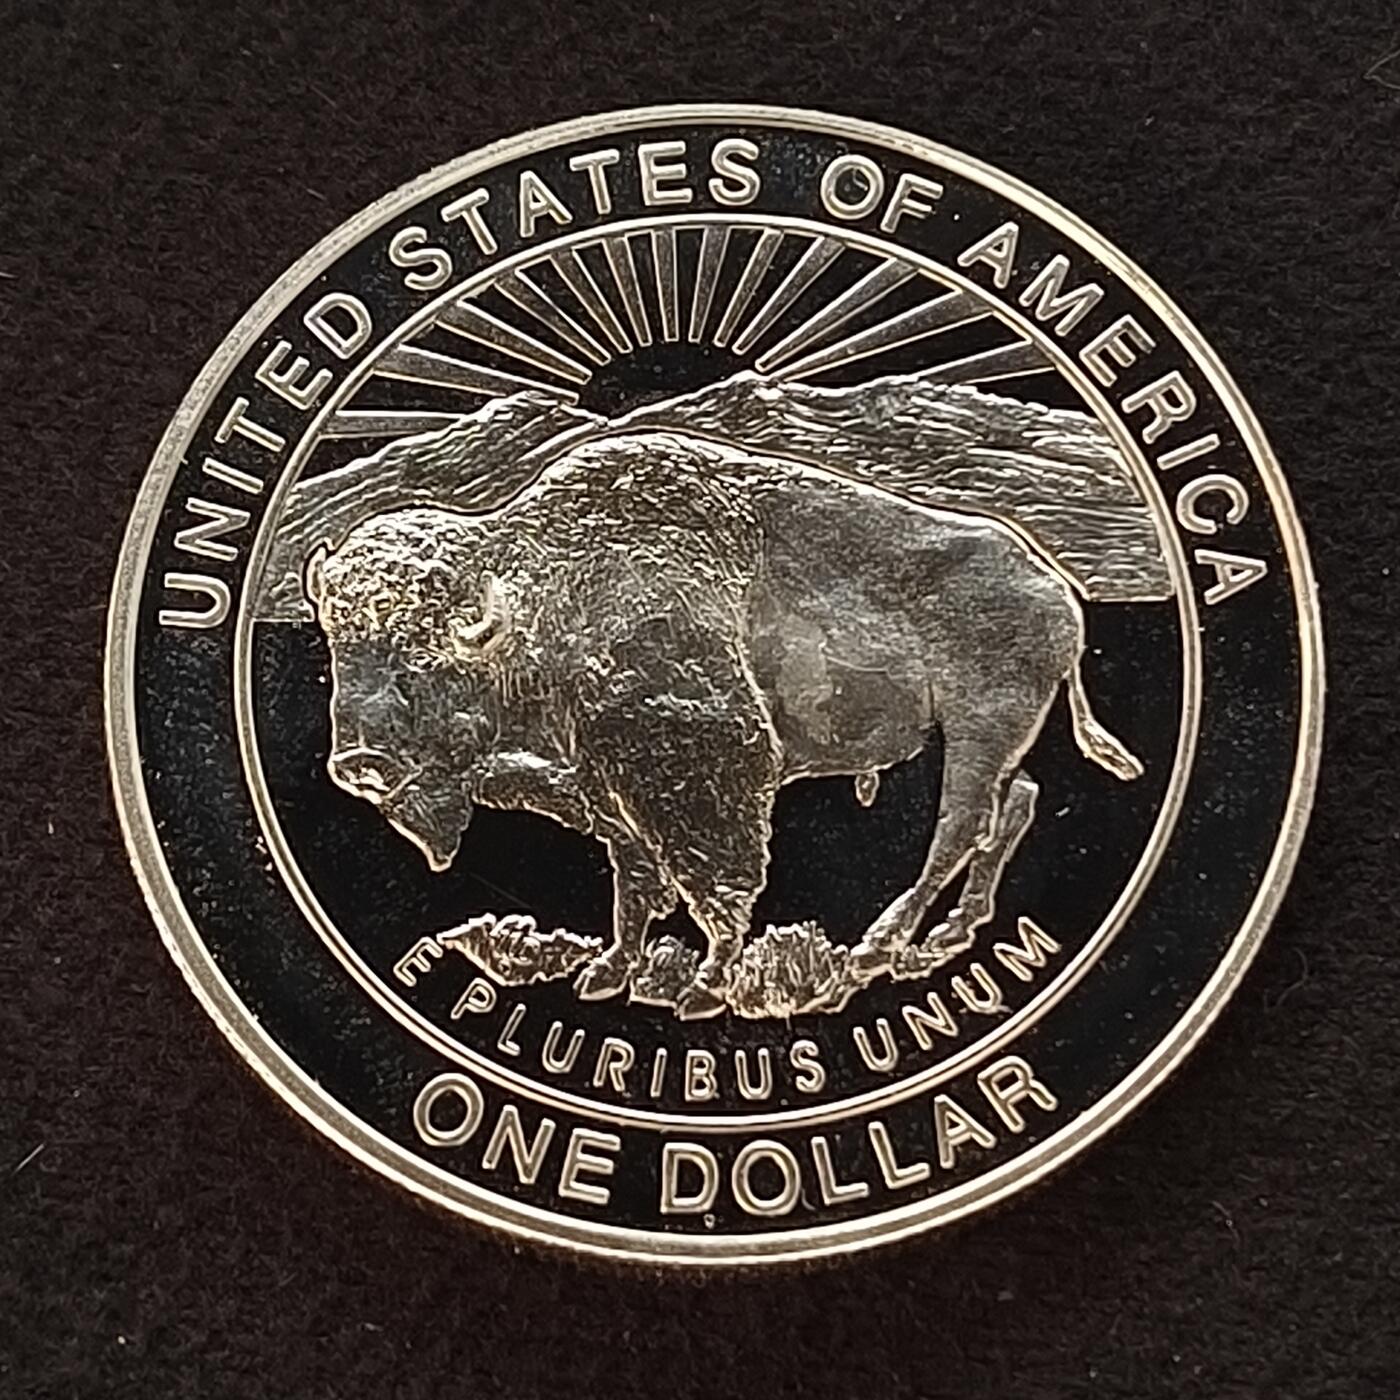 UNITED STATES OF AMERICA
E PLURIBUS UNUM
ONE DOLLAR